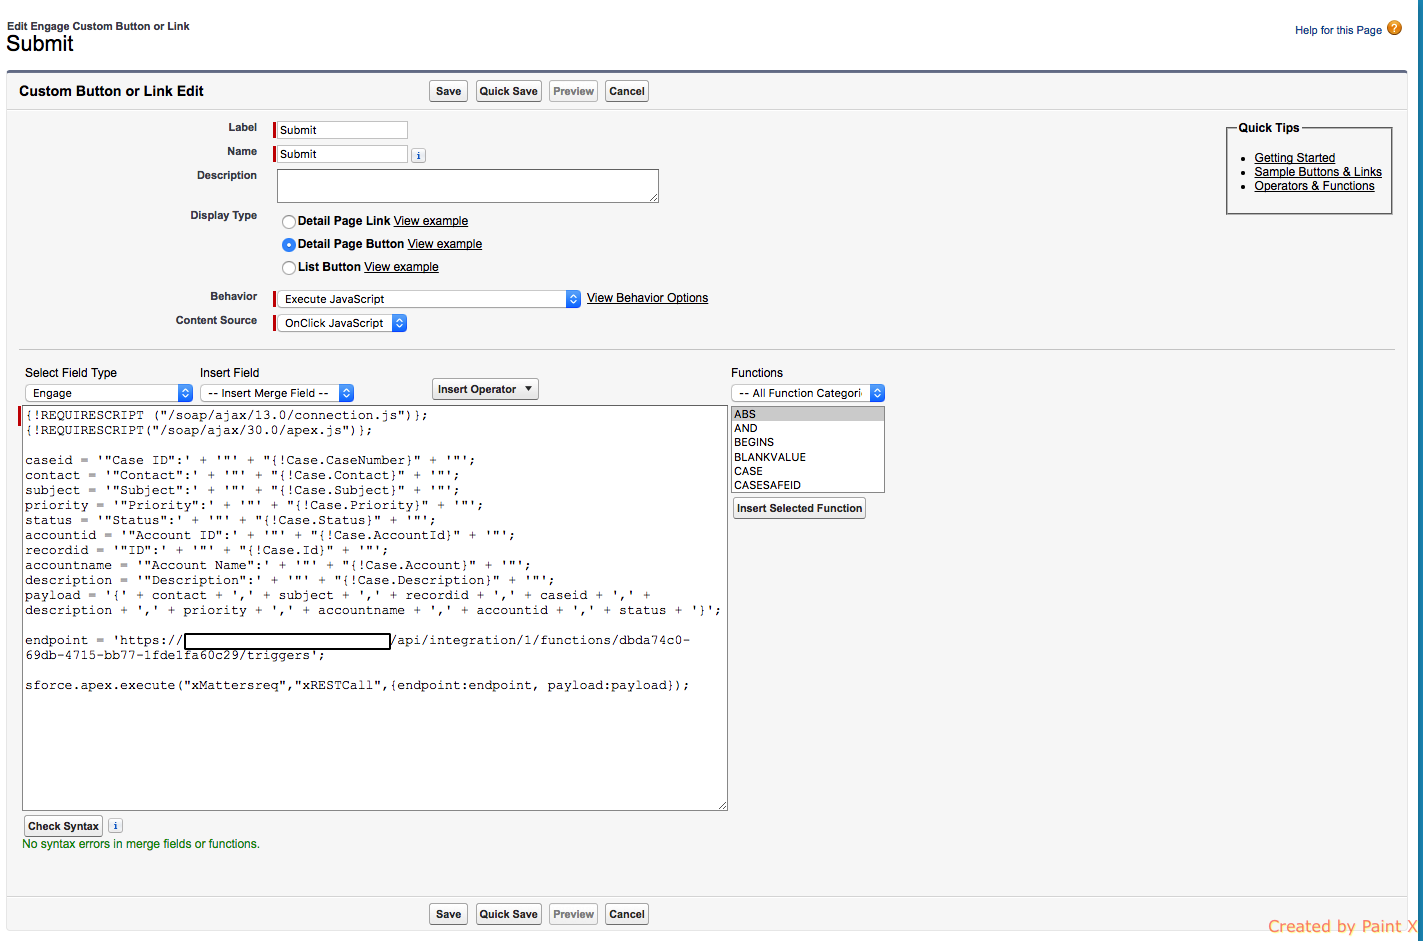 Edit Engage Custom Button or Link
Submit
Help for this Page ?
Custom Button or Link Edit
Save
Quick Save
Preview
Cancel
Label
Submit
Name
Submit
i
Description
Display Type
Detail Page Link View example
Detail Page Button View example
List Button View example
Behavior
Execute JavaScript
View Behavior Options
Content Source
OnClick JavaScript
Quick Tips
Getting Started
Sample Buttons & Links
Operators & Functions
Select Field Type
Engage
Insert Field
-- Insert Merge Field --
Insert Operator
Functions
-- All Function Categori
{!REQUIRESCRIPT ("/soap/ajax/13.0/connection.js")};
{!REQUIRESCRIPT("/soap/ajax/30.0/apex.js")};
caseid = '"Case ID":' + '"' + "{!Case.CaseNumber}" + '"';
contact = '"Contact":' + '"' + "{!Case.Contact}" + '"';
subject = '"Subject":' + '"' + "{!Case.Subject}" + '"';
priority = '"Priority":' + '"' + "{!Case.Priority}" + '"';
status = '"Status":' + '"' + "{!Case.Status}" + '"';
accountid = '"Account ID":' + '"' + "{!Case.AccountId}" + '"';
recordid = '"ID":' + '"' + "{!Case.Id}" + '"';
accountname = '"Account Name":' + '"' + "{!Case.Account}" + '"';
description = '"Description":' + '"' + "{!Case.Description}" + '"';
payload = '{' + contact + ',' + subject + ',' + recordid + ',' + caseid + ',' +
description + ',' + priority + ',' + accountname + ',' + accountid + ',' + status + '}';
endpoint = 'https:// /api/integration/1/functions/dbda74c0-
69db-4715-bb77-1fde1fa60c29/triggers';
sforce.apex.execute("xMattersreq","xRESTCall",{endpoint:endpoint, payload:payload});
ABS
AND
BEGINS
BLANKVALUE
CASE
CASESAFEID
Insert Selected Function
Check Syntax
i
No syntax errors in merge fields or functions.
Save
Quick Save
Preview
Cancel
Created by Paint X